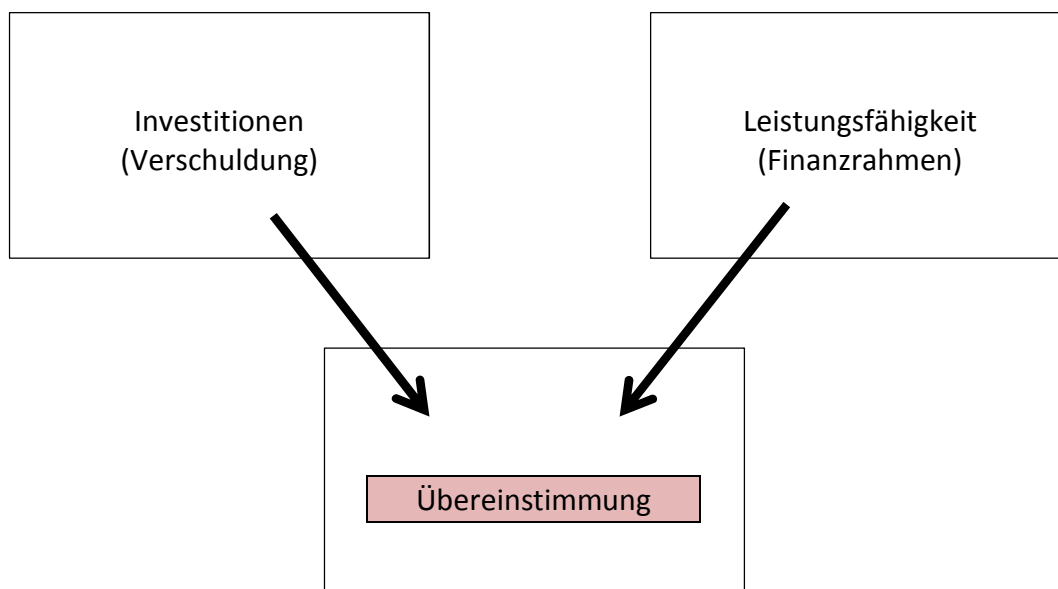 Investitionen
(Verschuldung)
Leistungsfähigkeit
(Finanzrahmen)
Übereinstimmung